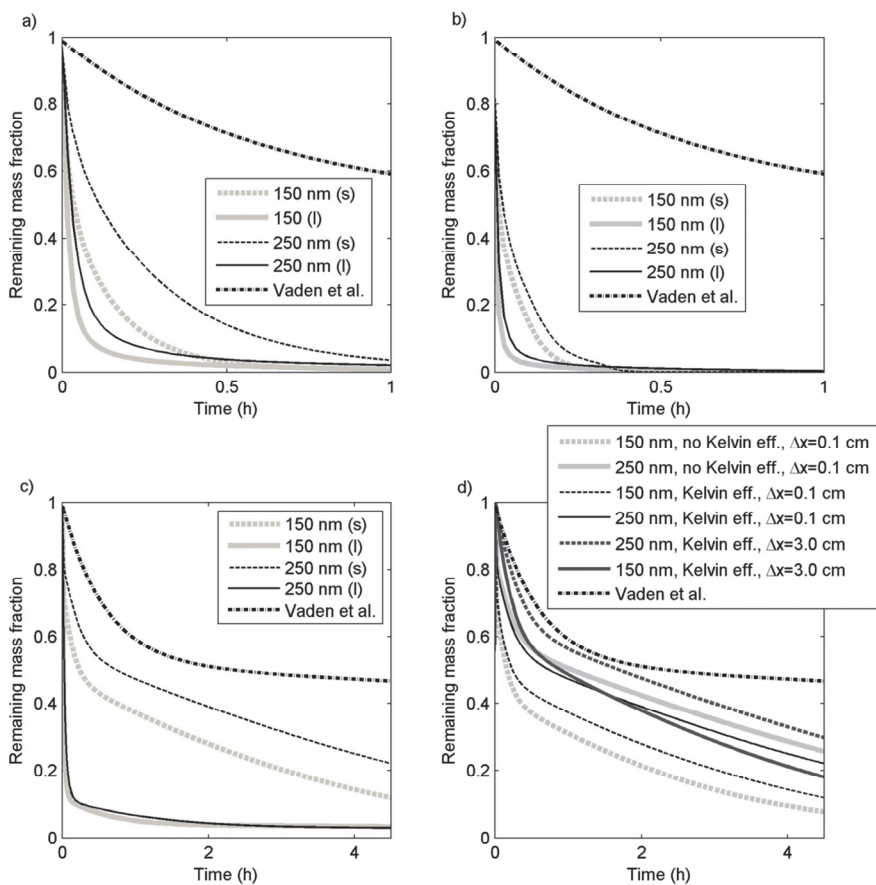 a)
Remaining mass fraction
1
0.8
0.6
0.4
0.2
0
0
0.5
1
Time (h)
150 nm (s)
150 (l)
250 nm (s)
250 nm (l)
Vaden et al.
b)
Remaining mass fraction
1
0.8
0.6
0.4
0.2
0
0
0.5
1
Time (h)
150 nm (s)
150 nm (l)
250 nm (s)
250 nm (l)
Vaden et al.
c)
Remaining mass fraction
1
0.8
0.6
0.4
0.2
0
0
2
4
Time (h)
150 nm (s)
150 nm (l)
250 nm (s)
250 nm (l)
Vaden et al.
d)
Remaining mass fraction
1
0.8
0.6
0.4
0.2
0
0
2
4
Time (h)
150 nm, no Kelvin eff., Δx=0.1 cm
250 nm, no Kelvin eff., Δx=0.1 cm
150 nm, Kelvin eff., Δx=0.1 cm
250 nm, Kelvin eff., Δx=0.1 cm
250 nm, Kelvin eff., Δx=3.0 cm
150 nm, Kelvin eff., Δx=3.0 cm
Vaden et al.